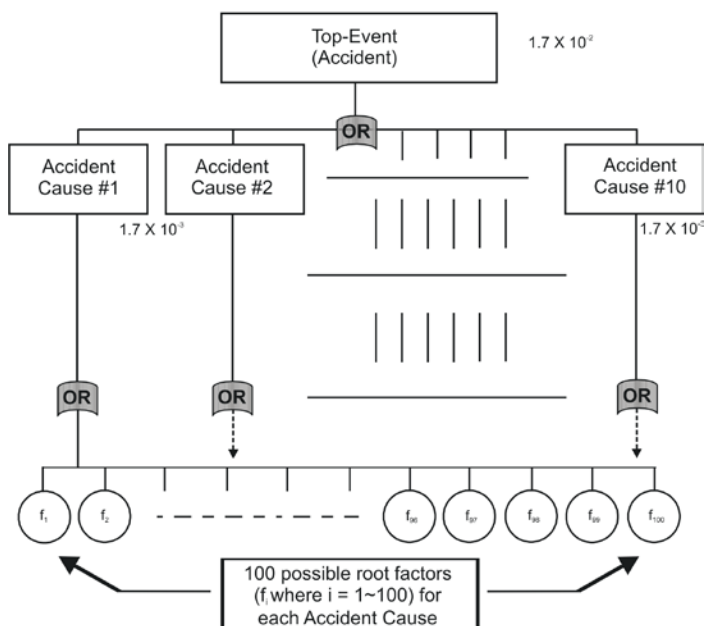 Top-Event
(Accident)
1.7 X 10⁻²
OR
Accident
Cause #1
Accident
Cause #2
Accident
Cause #10
1.7 X 10⁻³
1.7 X 10⁻³
OR
OR
OR
f₁
f₂
f₉₆
f₉₇
f₉₈
f₉₉
f₁₀₀
100 possible root factors
(fᵢ where i = 1~100) for
each Accident Cause